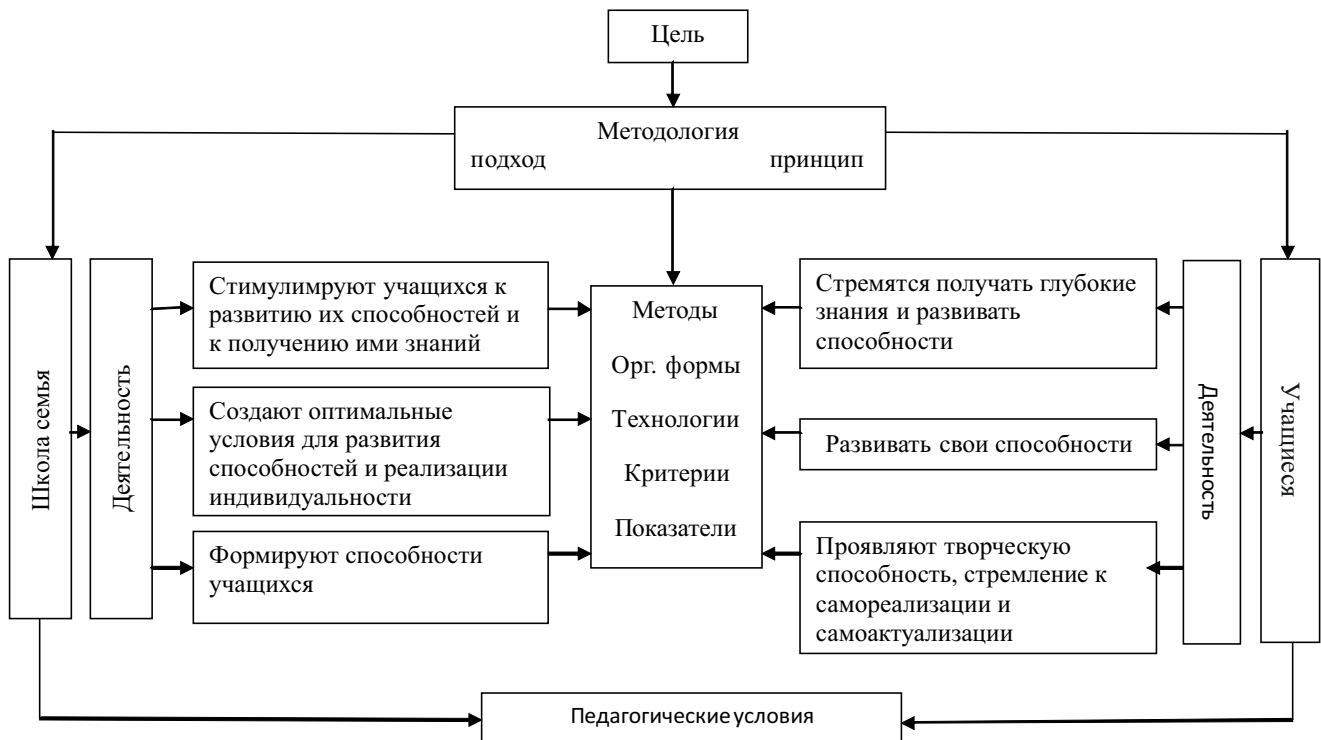 Цель
Методология
подход принцип
Школа семья
Деятельность
Стимулимруют учащихся к
развитию их способностей и
к получению ими знаний
Создают оптимальные
условия для развития
способностей и реализации
индивидуальности
Формируют способности
учащихся
Методы
Орг. формы
Технологии
Критерии
Показатели
Стремятся получать глубокие
знания и развивать
способности
Развивать свои способности
Проявляют творческую
способность, стремление к
самореализации и
самоактуализации
Деятельность
Учащиеся
Педагогические условия